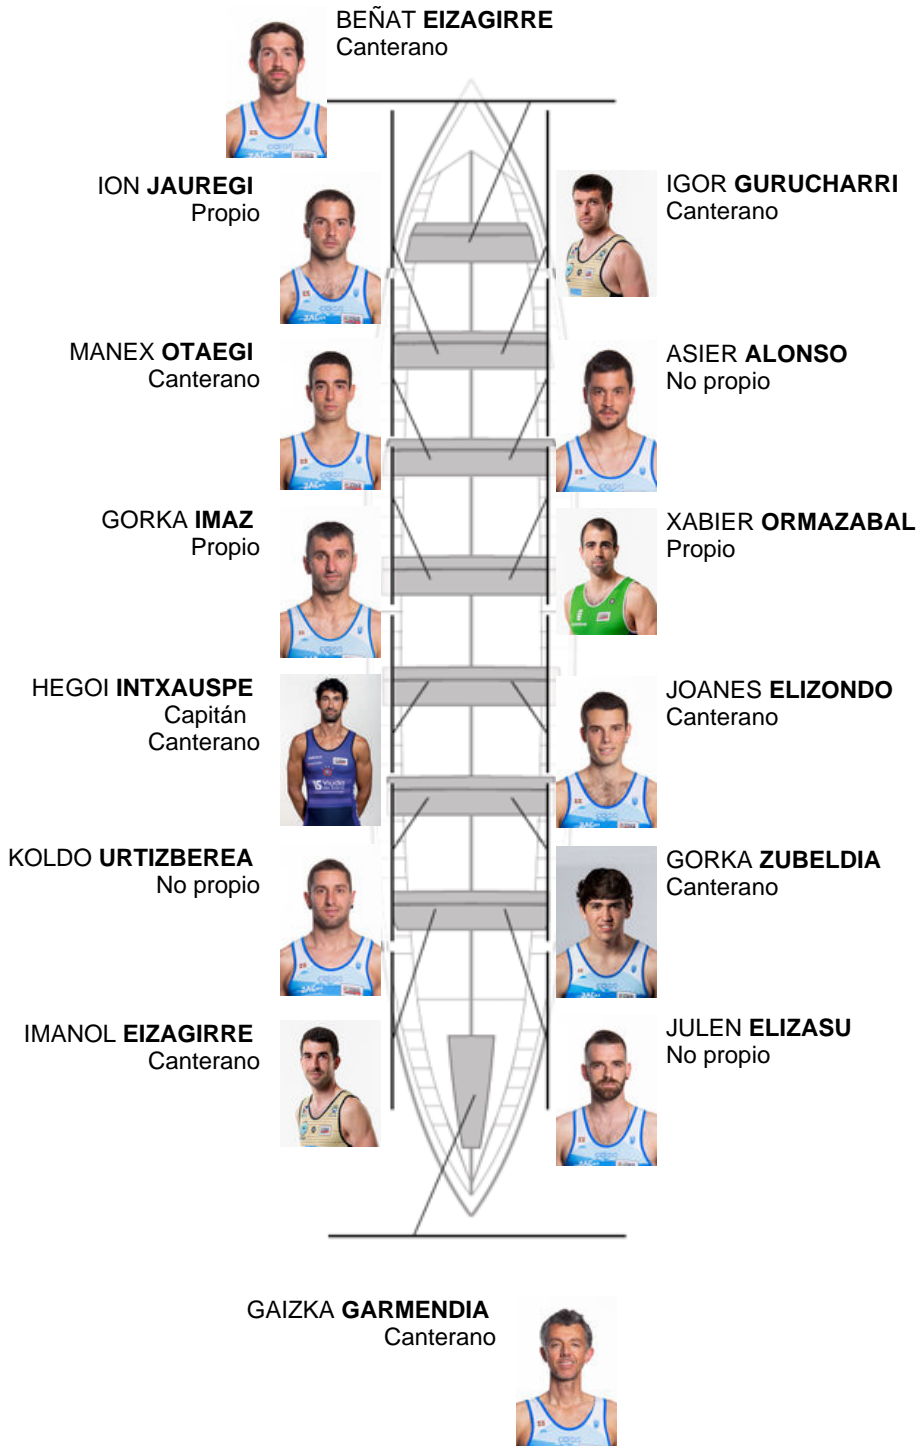 BEÑAT EIZAGIRRE
Canterano
ION JAUREGI
Propio
IGOR GURUCHARRI
Canterano
MANEX OTAEGI
Canterano
ASIER ALONSO
No propio
GORKA IMAZ
Propio
XABIER ORMAZABAL
Propio
HEGOI INTXAUSPE
Capitán
Canterano
JOANES ELIZONDO
Canterano
KOLDO URTIZBEREA
No propio
GORKA ZUBELDIA
Canterano
IMANOL EIZAGIRRE
Canterano
JULEN ELIZASU
No propio
GAIZKA GARMENDIA
Canterano